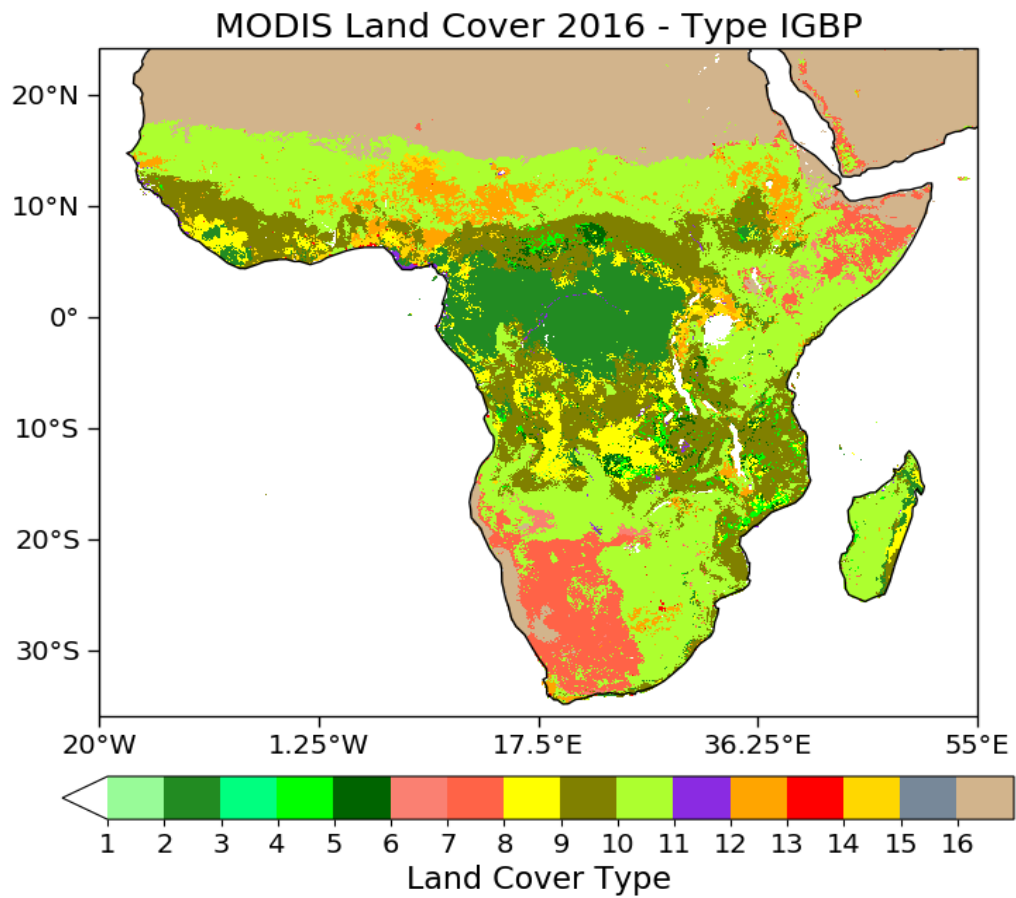 MODIS Land Cover 2016 - Type IGBP
20°N
10°N
0°
10°S
20°S
30°S
20°W 1.25°W 17.5°E 36.25°E 55°E
1 2 3 4 5 6 7 8 9 10 11 12 13 14 15 16
Land Cover Type